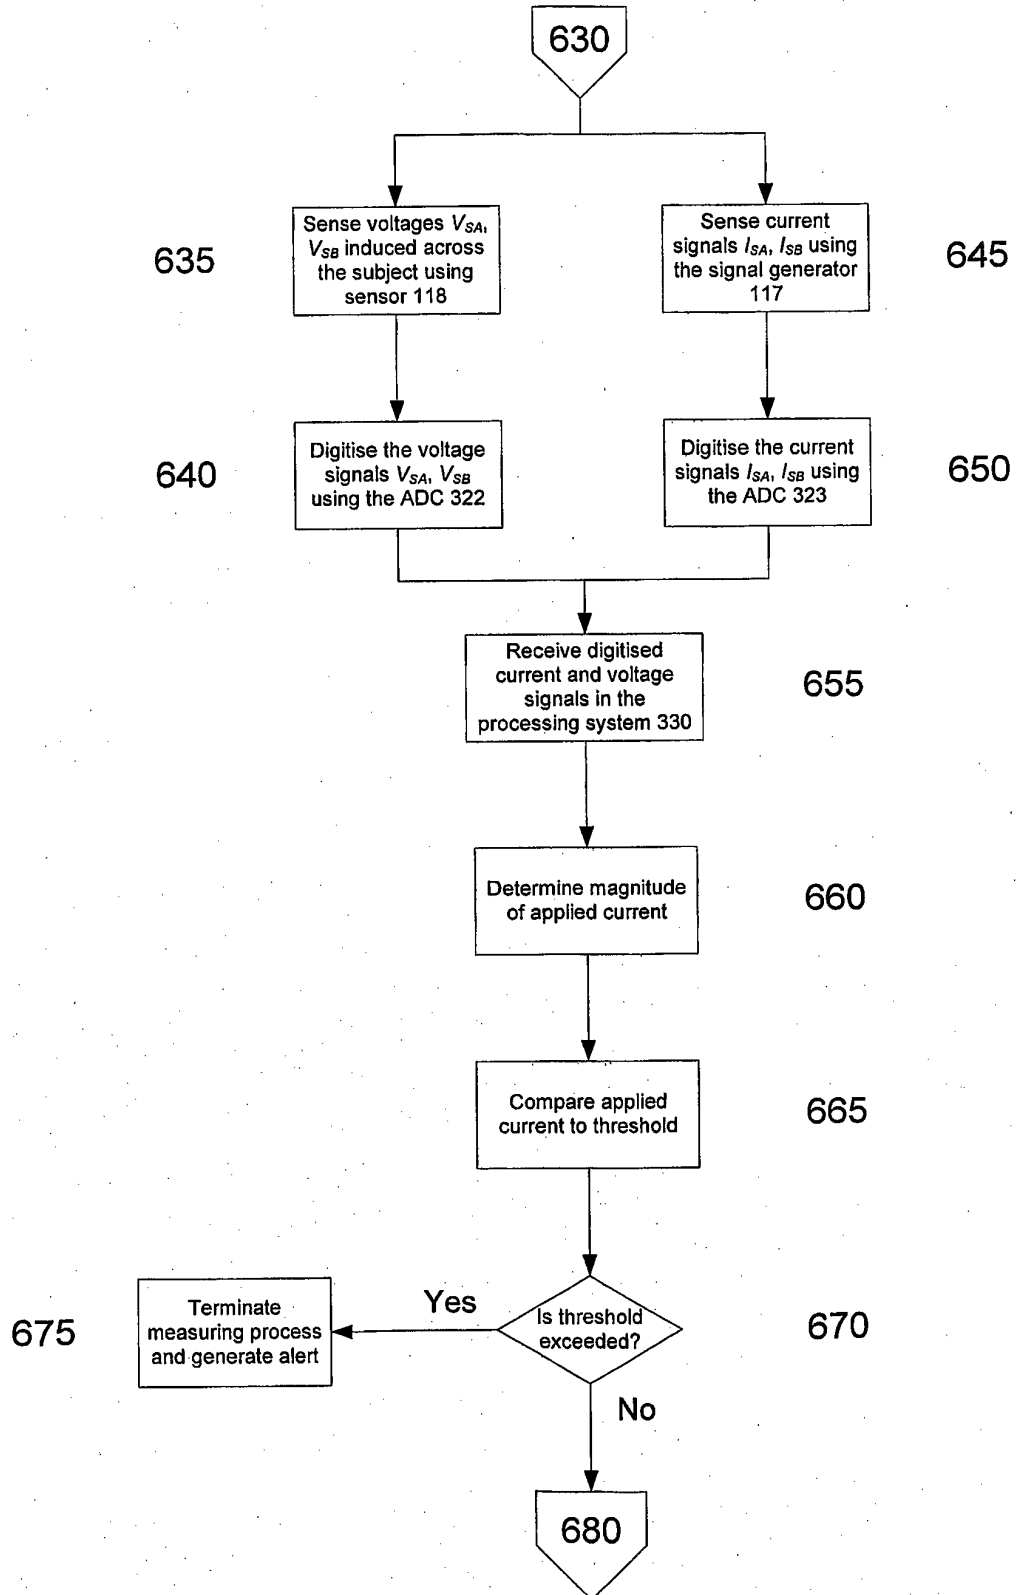 630
635
Sense voltages VSA,
VSB induced across
the subject using
sensor 118
Sense current
signals ISA, ISB using
the signal generator
117
645
640
Digitise the voltage
signals VSA, VSB
using the ADC 322
Digitise the current
signals ISA, ISB using
the ADC 323
650
Receive digitised
current and voltage
signals in the
processing system 330
655
Determine magnitude
of applied current
660
Compare applied
current to threshold
665
675
Terminate
measuring process
and generate alert
Yes
Is threshold
exceeded?
670
No
680